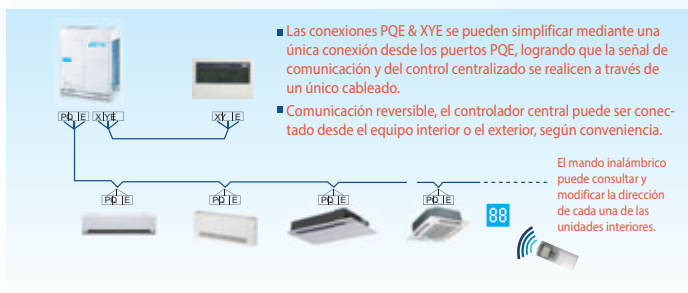 Las conexiones PQE & XYE se pueden simplificar mediante una
única conexión desde los puertos PQE, logrando que la señal de
comunicación y del control centralizado se realicen a través de
un único cableado.
Comunicación reversible, el controlador central puede ser conec-
tado desde el equipo interior o el exterior, según conveniencia.
PQ E XYE XY E
El mando inalámbrico
puede consultar y
modificar la dirección
de cada una de las
unidades interiores.
PQ E PQ E PQ E PQ E
88